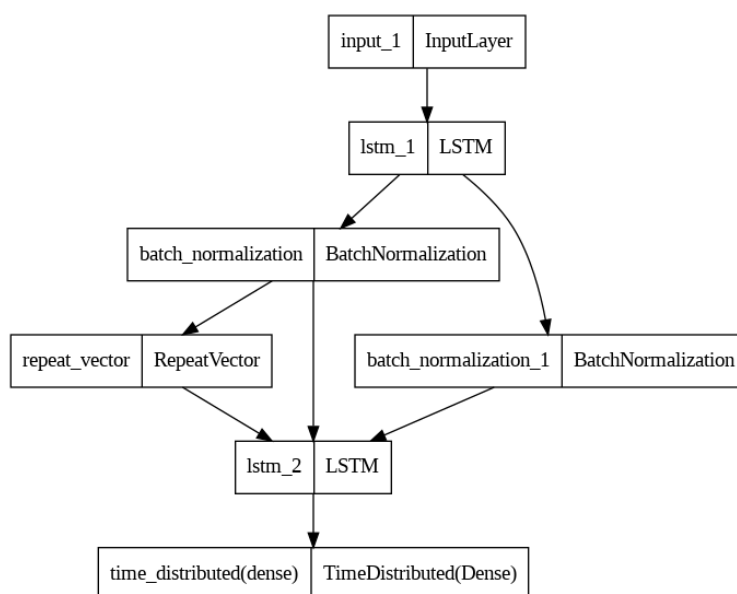 input_1 InputLayer
lstm_1 LSTM
batch_normalization BatchNormalization
repeat_vector RepeatVector
batch_normalization_1 BatchNormalization
lstm_2 LSTM
time_distributed(dense) TimeDistributed(Dense)